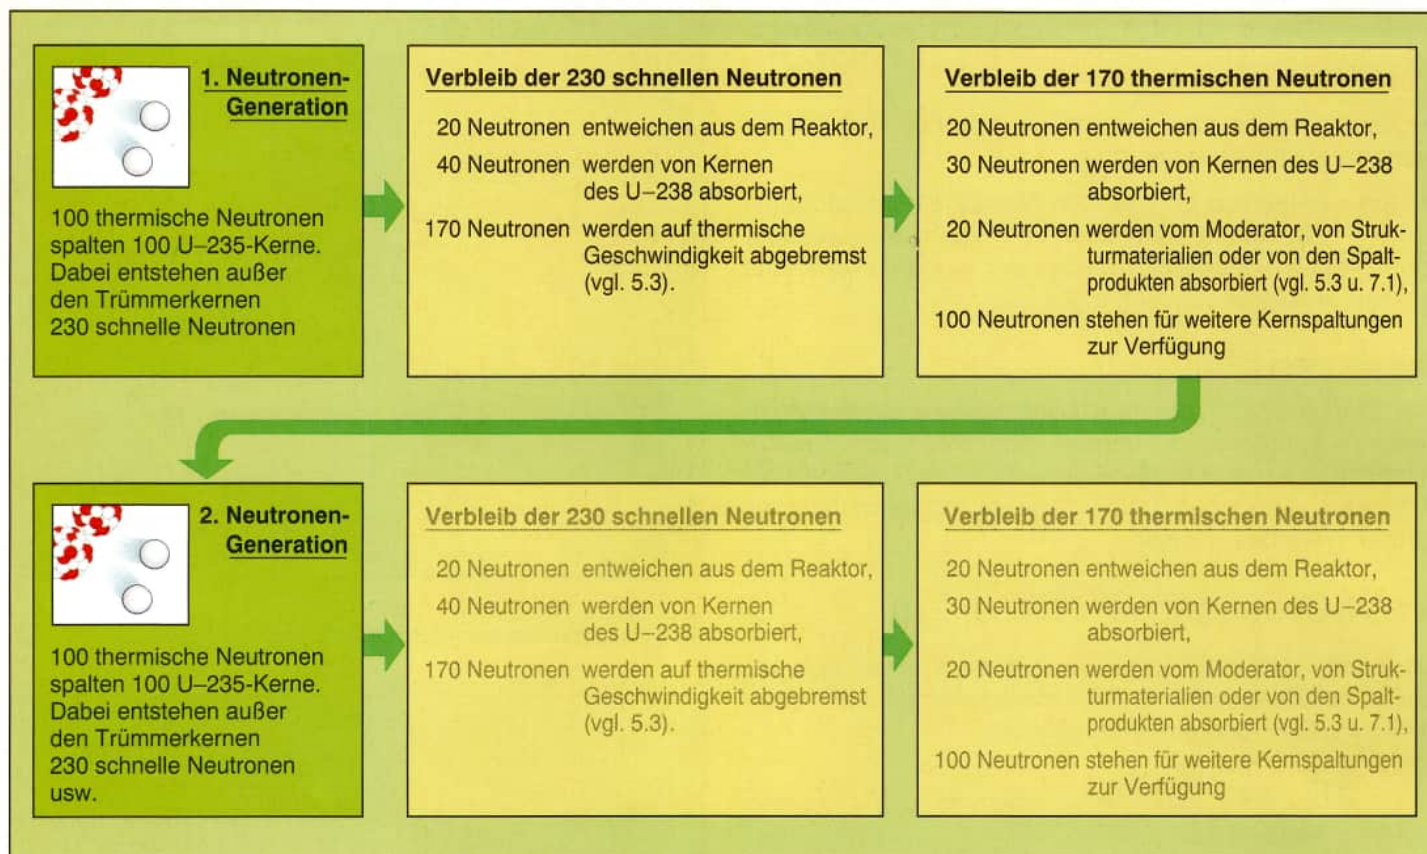 1. Neutronen-
Generation
100 thermische Neutronen
spalten 100 U–235-Kerne.
Dabei entstehen außer
den Trümmerkernen
230 schnelle Neutronen
Verbleib der 230 schnellen Neutronen
20 Neutronen entweichen aus dem Reaktor,
40 Neutronen werden von Kernen
des U–238 absorbiert,
170 Neutronen werden auf thermische
Geschwindigkeit abgebremst
(vgl. 5.3).
Verbleib der 170 thermischen Neutronen
20 Neutronen entweichen aus dem Reaktor,
30 Neutronen werden von Kernen des U–238
absorbiert,
20 Neutronen werden vom Moderator, von Struk-
turmaterialien oder von den Spalt-
produkten absorbiert (vgl. 5.3 u. 7.1),
100 Neutronen stehen für weitere Kernspaltungen
zur Verfügung
2. Neutronen-
Generation
100 thermische Neutronen
spalten 100 U–235-Kerne.
Dabei entstehen außer
den Trümmerkernen
230 schnelle Neutronen
usw.
Verbleib der 230 schnellen Neutronen
20 Neutronen entweichen aus dem Reaktor,
40 Neutronen werden von Kernen
des U–238 absorbiert,
170 Neutronen werden auf thermische
Geschwindigkeit abgebremst
(vgl. 5.3).
Verbleib der 170 thermischen Neutronen
20 Neutronen entweichen aus dem Reaktor,
30 Neutronen werden von Kernen des U–238
absorbiert,
20 Neutronen werden vom Moderator, von Struk-
turmaterialien oder von den Spalt-
produkten absorbiert (vgl. 5.3 u. 7.1),
100 Neutronen stehen für weitere Kernspaltungen
zur Verfügung